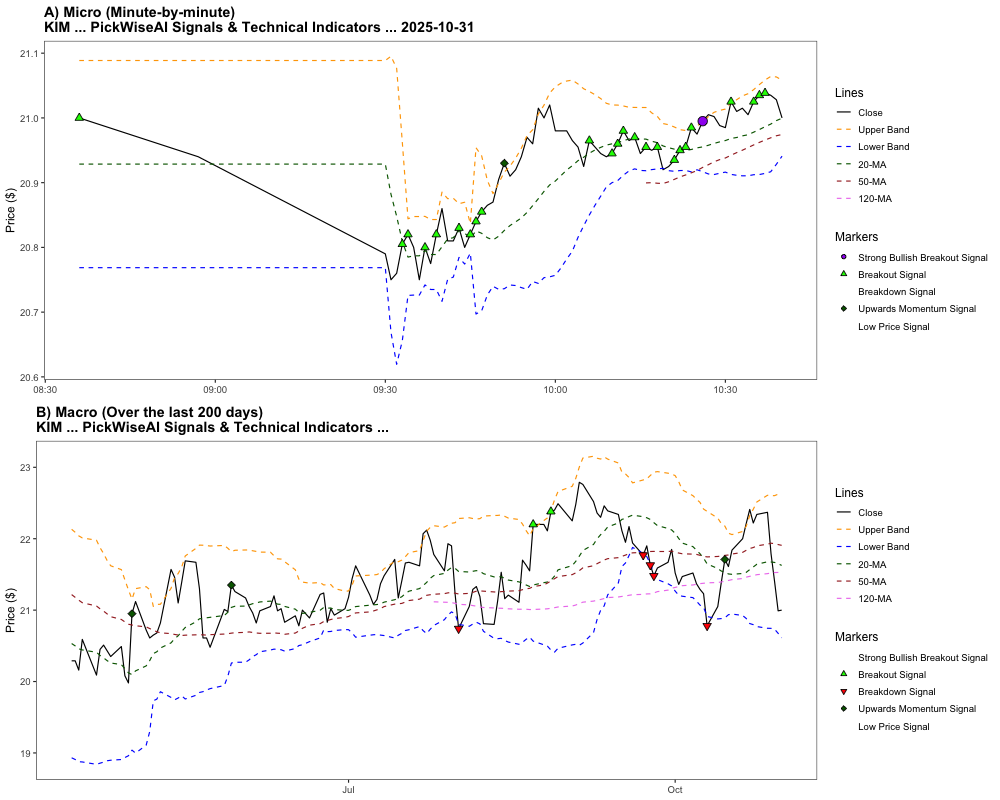 A) Micro (Minute-by-minute)
KIM ... PickWiseAI Signals & Technical Indicators ... 2025-10-31
Price ($)
21.1
21.0
20.9
20.8
20.7
20.6
08:30
09:00
09:30
10:00
10:30
Lines
Close
Upper Band
Lower Band
20-MA
50-MA
120-MA
Markers
Strong Bullish Breakout Signal
Breakout Signal
Breakdown Signal
Upwards Momentum Signal
Low Price Signal
B) Macro (Over the last 200 days)
KIM ... PickWiseAI Signals & Technical Indicators ...
Price ($)
23
22
21
20
19
Jul
Oct
Lines
Close
Upper Band
Lower Band
20-MA
50-MA
120-MA
Markers
Strong Bullish Breakout Signal
Breakout Signal
Breakdown Signal
Upwards Momentum Signal
Low Price Signal